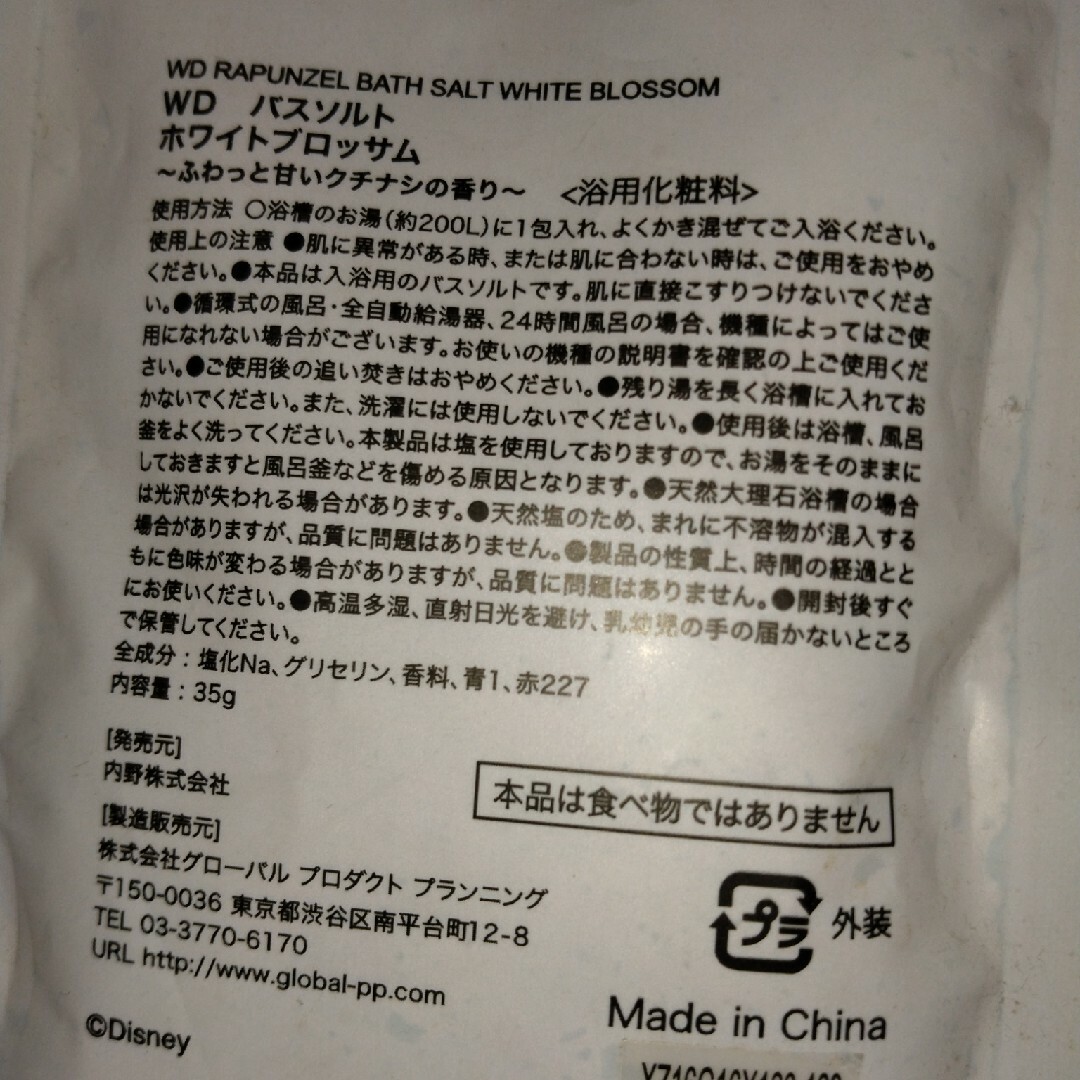 WD RAPUNZEL BATH SALT WHITE BLOSSOM
WD バスソルト
ホワイトブロッサム
~ふわっと甘いクチナシの香り~ <浴用化粧料>
使用方法 ○浴槽のお湯(約200L)に1包入れ、よくかき混ぜてご入浴ください。
使用上の注意 ●肌に異常がある時、または肌に合わない時は、ご使用をおやめ
ください。●本品は入浴用のバスソルトです。肌に直接こすりつけないでくださ
い。●循環式の風呂・全自動給湯器、24時間風呂の場合、機種によってはご使
用になれない場合がございます。お使いの機種の説明書を確認の上ご使用くだ
さい。●ご使用後の追い焚きはおやめください。●残り湯を長く浴槽に入れてお
かないでください。また、洗濯には使用しないでください。●使用後は浴槽、風呂
釜をよく洗ってください。本製品は塩を使用しておりますので、お湯をそのままに
しておきますと風呂釜などを傷める原因となります。●天然大理石浴槽の場合
は光沢が失われる場合があります。●天然塩のため、まれに不溶物が混入する
場合がありますが、品質に問題はありません。●製品の性質上、時間の経過とと
もに色味が変わる場合がありますが、品質に問題はありません。●開封後すぐ
にお使いください。●高温多湿、直射日光を避け、乳幼児の手の届かないところ
で保管してください。
全成分:塩化Na、グリセリン、香料、青1、赤227
内容量:35g
[発売元]
内野株式会社
[製造販売元]
株式会社グローバル プロダクト プランニング
〒150-0036 東京都渋谷区南平台町12-8
TEL 03-3770-6170
URL http://www.global-pp.com
©Disney
本品は食べ物ではありません
プラ 外装
Made in China